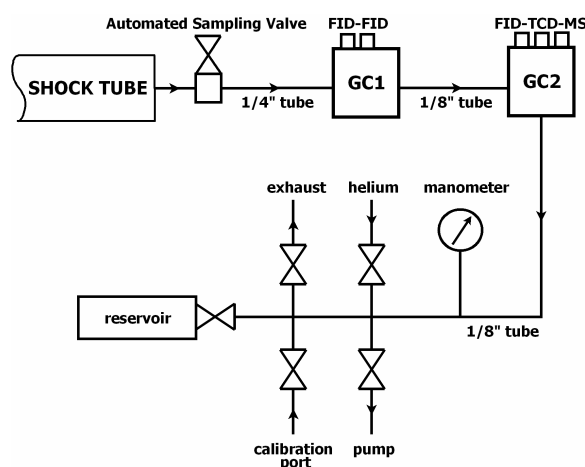 Automated Sampling Valve
FID-FID
FID-TCD-MS
SHOCK TUBE
GC1
GC2
1/4" tube
1/8" tube
exhaust
helium
manometer
reservoir
1/8" tube
calibration
port
pump